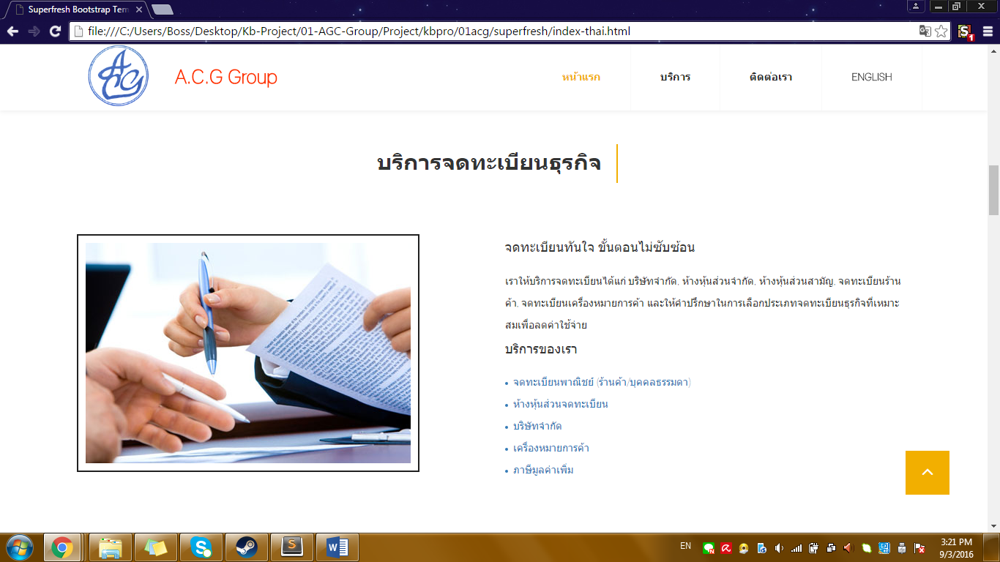 Superfresh Bootstrap Tem
file:///C:/Users/Boss/Desktop/Kb-Project/01-AGC-Group/Project/kbpro/01acg/superfresh/index-thai.html
ACG
A.C.G Group
หน้าแรก
บริการ
ติดต่อเรา
ENGLISH
บริการจดทะเบียนธุรกิจ
จดทะเบียนทันใจ ขั้นตอนไม่ซับซ้อน
เราให้บริการจดทะเบียนได้แก่ บริษัทจำกัด, ห้างหุ้นส่วนจำกัด, ห้างหุ้นส่วนสามัญ, จดทะเบียนร้าน
ค้า, จดทะเบียนเครื่องหมายการค้า และให้คำปรึกษาในการเลือกประเภทจดทะเบียนธุรกิจที่เหมาะ
สมเพื่อลดค่าใช้จ่าย
บริการของเรา
จดทะเบียนพาณิชย์ (ร้านค้า/บุคคลธรรมดา)
ห้างหุ้นส่วนจดทะเบียน
บริษัทจำกัด
เครื่องหมายการค้า
ภาษีมูลค่าเพิ่ม
EN
3:21 PM
9/3/2016